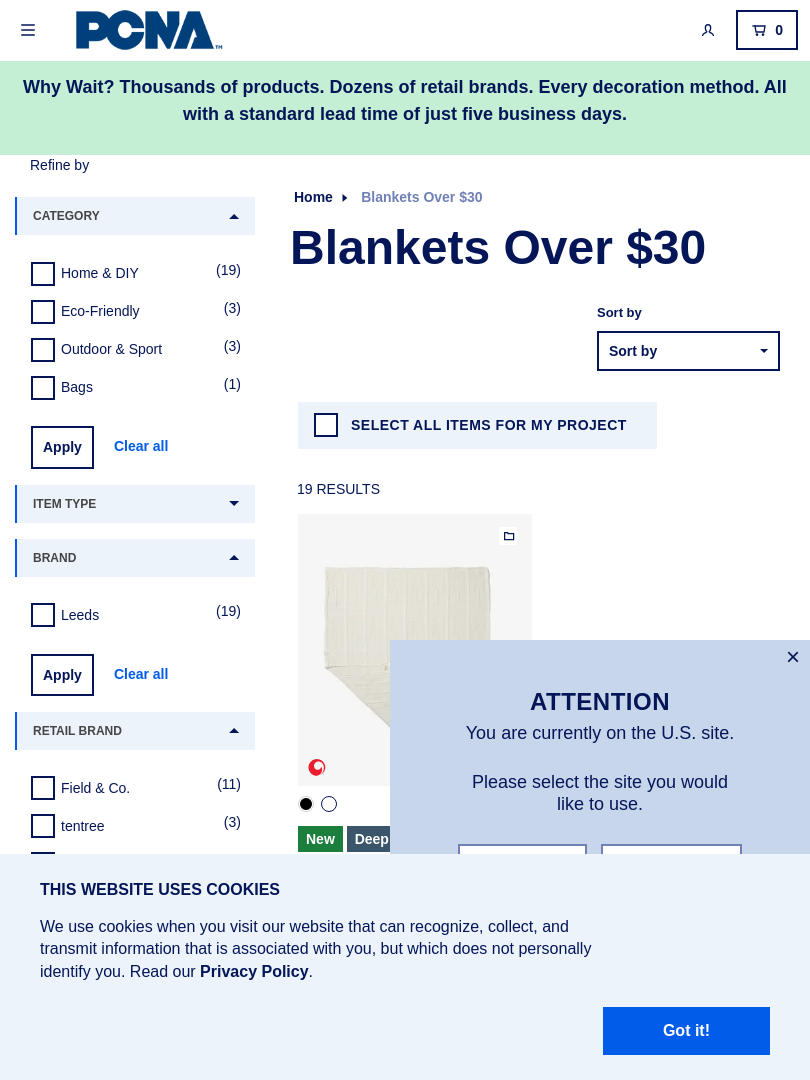 PCNA™
0
Why Wait? Thousands of products. Dozens of retail brands. Every decoration method. All
with a standard lead time of just five business days.
Refine by
CATEGORY
Home & DIY (19)
Eco-Friendly (3)
Outdoor & Sport (3)
Bags (1)
Apply Clear all
ITEM TYPE
BRAND
Leeds (19)
Apply Clear all
RETAIL BRAND
Field & Co. (11)
tentree (3)
Home Blankets Over $30
Blankets Over $30
Sort by
Sort by
SELECT ALL ITEMS FOR MY PROJECT
19 RESULTS
New Deep
ATTENTION
You are currently on the U.S. site.
Please select the site you would
like to use.
THIS WEBSITE USES COOKIES
We use cookies when you visit our website that can recognize, collect, and
transmit information that is associated with you, but which does not personally
identify you. Read our Privacy Policy.
Got it!